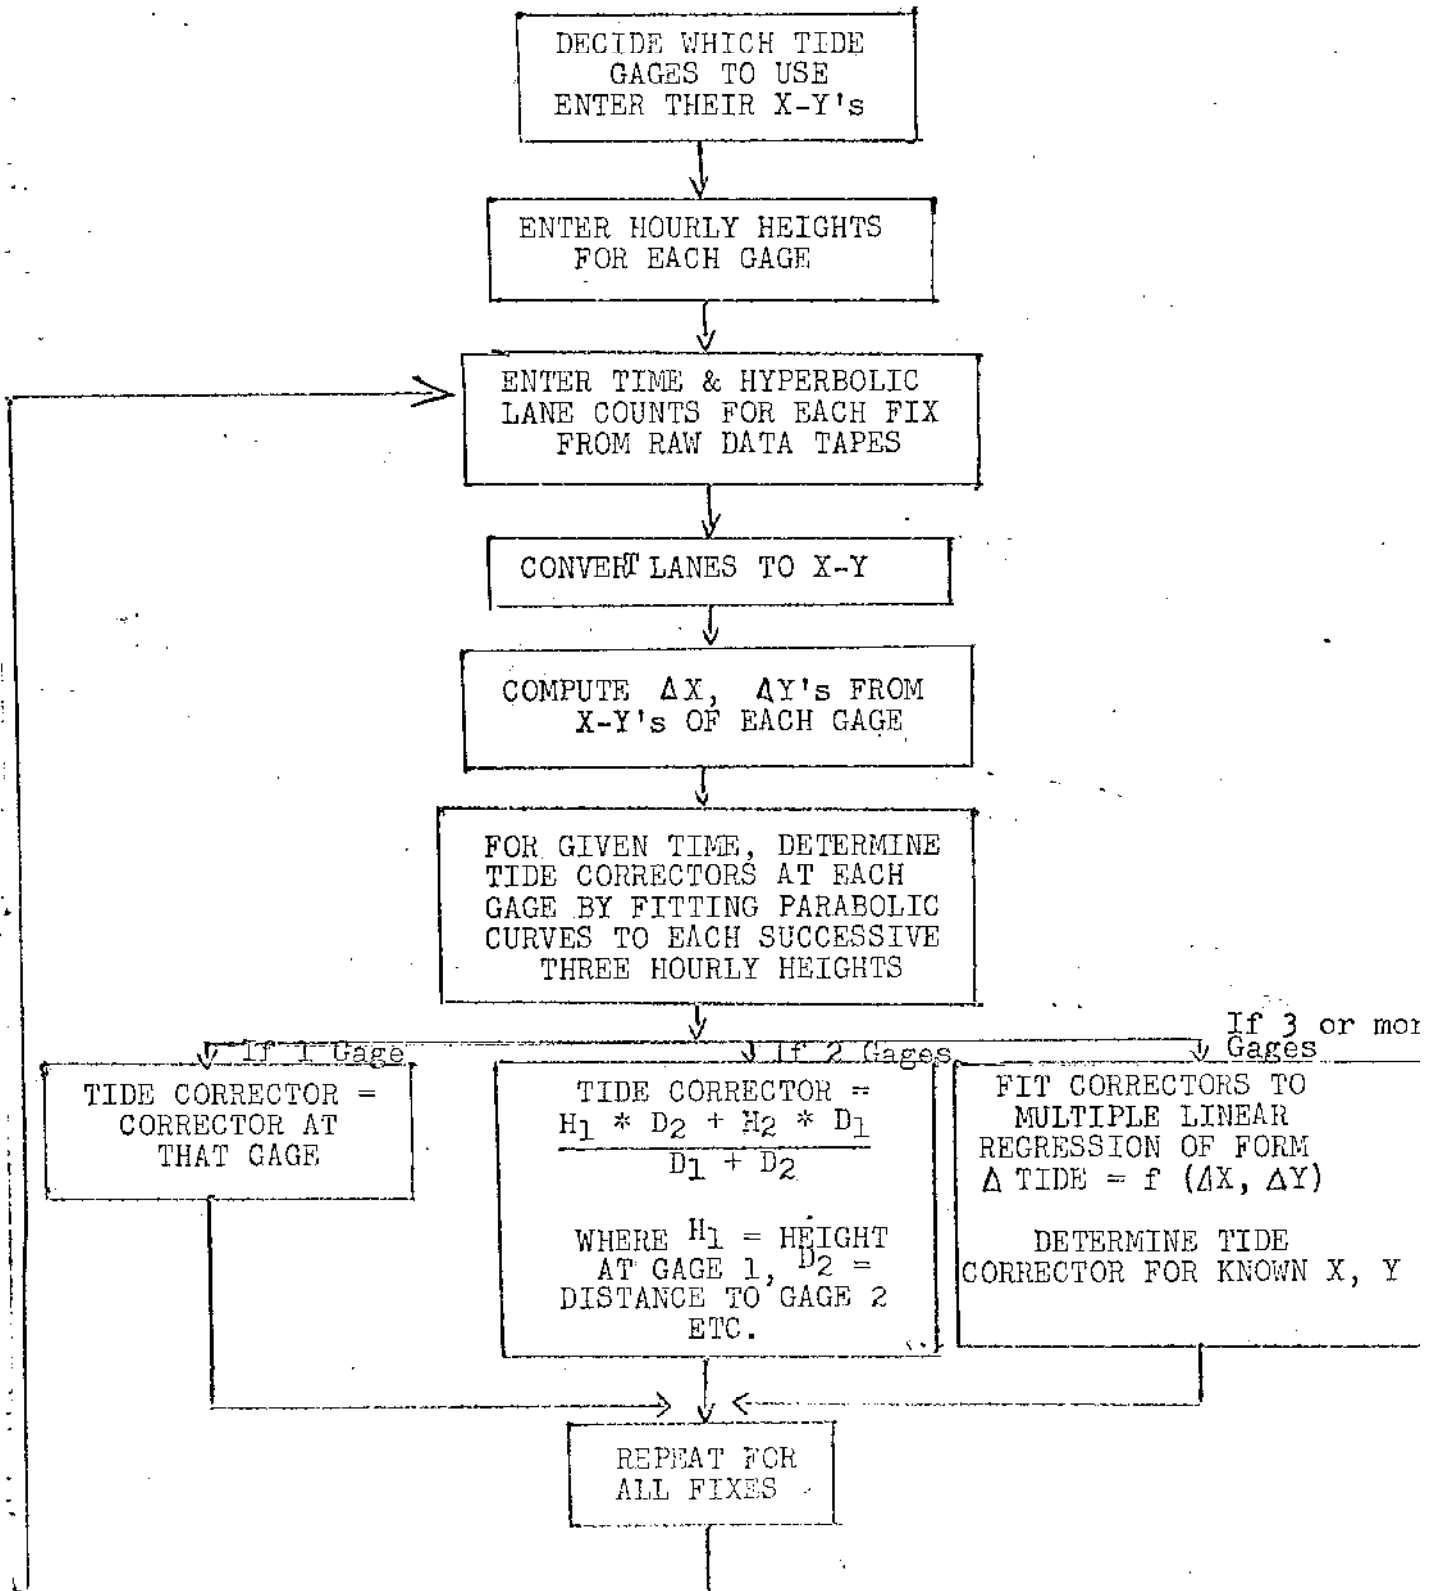 DECIDE WHICH TIDE
GAGES TO USE
ENTER THEIR X-Y's
ENTER HOURLY HEIGHTS
FOR EACH GAGE
ENTER TIME & HYPERBOLIC
LANE COUNTS FOR EACH FIX
FROM RAW DATA TAPES
CONVERT LANES TO X-Y
COMPUTE ΔX, ΔY's FROM
X-Y's OF EACH GAGE
FOR GIVEN TIME, DETERMINE
TIDE CORRECTORS AT EACH
GAGE BY FITTING PARABOLIC
CURVES TO EACH SUCCESSIVE
THREE HOURLY HEIGHTS
If 1 Gage
TIDE CORRECTOR =
CORRECTOR AT
THAT GAGE
If 2 Gages
TIDE CORRECTOR =
H1 * D2 + H2 * D1
D1 + D2
WHERE H1 = HEIGHT
AT GAGE 1, D2 =
DISTANCE TO GAGE 2
ETC.
If 3 or mor
Gages
FIT CORRECTORS TO
MULTIPLE LINEAR
REGRESSION OF FORM
Δ TIDE = f (ΔX, ΔY)
DETERMINE TIDE
CORRECTOR FOR KNOWN X, Y
REPEAT FOR
ALL FIXES